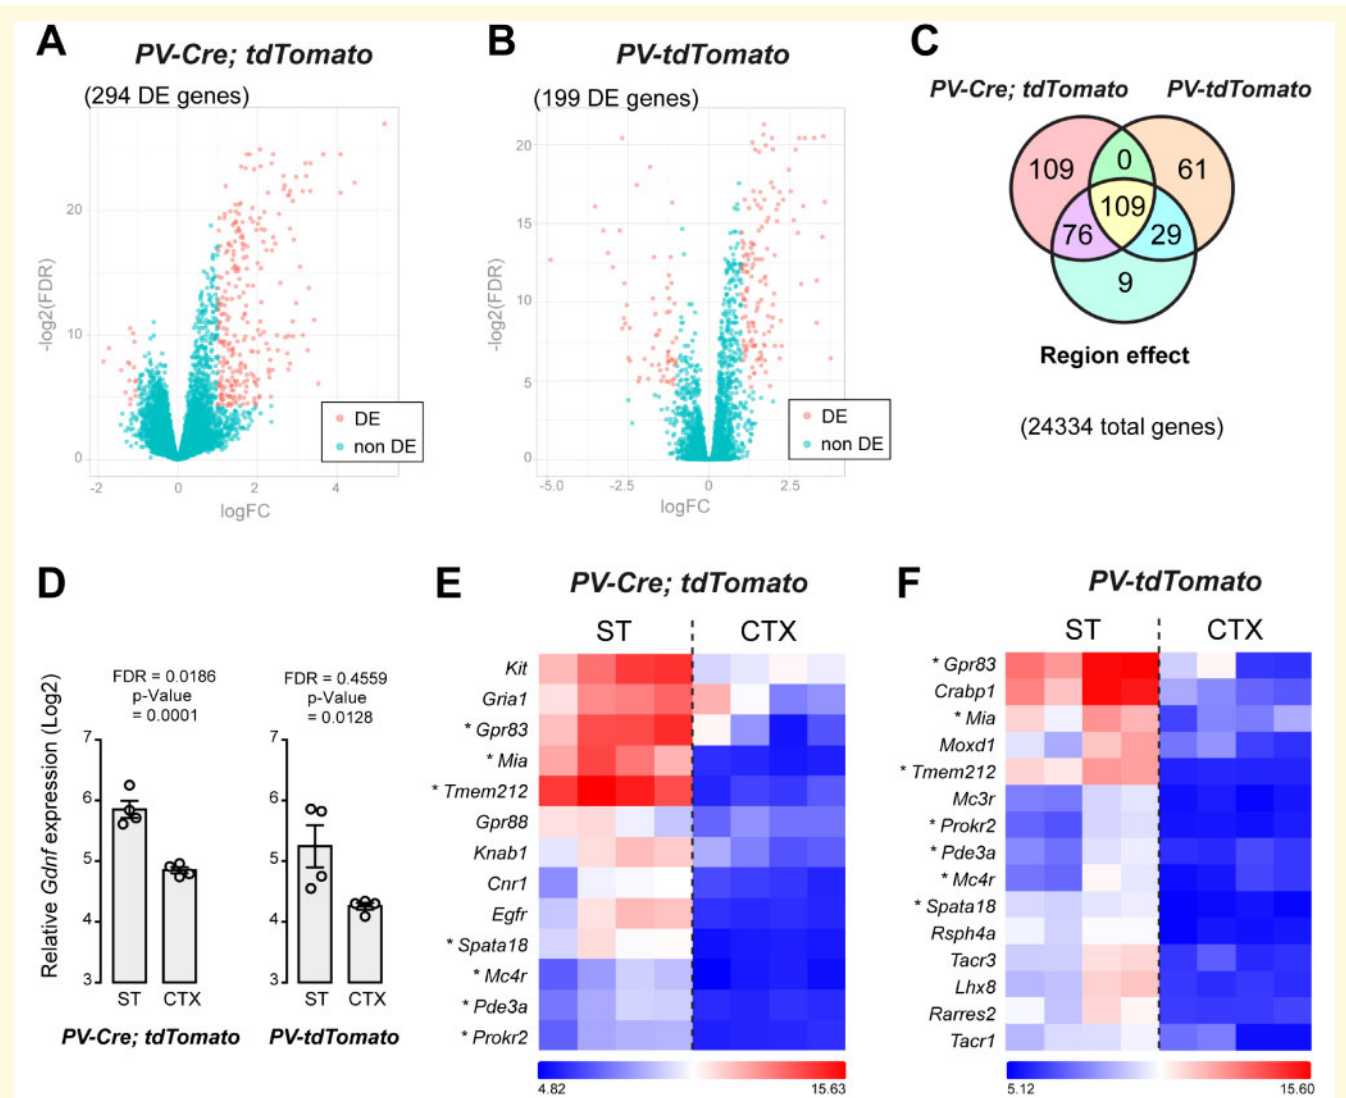 A
PV-Cre; tdTomato
(294 DE genes)
-log2(FDR)
20
10
0
-2
0
2
4
logFC
DE
non DE
B
PV-tdTomato
(199 DE genes)
-log2(FDR)
20
15
10
5
0
-5.0
-2.5
0
2.5
logFC
DE
non DE
C
PV-Cre; tdTomato
PV-tdTomato
109
0
61
109
76
29
9
Region effect
(24334 total genes)
D
Relative Gdnf expression (Log2)
FDR = 0.0186
p-Value
= 0.0001
7
6
5
4
3
ST
CTX
PV-Cre; tdTomato
FDR = 0.4559
p-Value
= 0.0128
7
6
5
4
3
ST
CTX
PV-tdTomato
E
PV-Cre; tdTomato
ST
CTX
Kit
Gria1
* Gpr83
* Mia
* Tmem212
Gpr88
Knab1
Cnr1
Egfr
* Spata18
* Mc4r
* Pde3a
* Prokr2
4.82
15.63
F
PV-tdTomato
ST
CTX
* Gpr83
Crabp1
* Mia
Moxd1
* Tmem212
Mc3r
* Prokr2
* Pde3a
* Mc4r
* Spata18
Rsph4a
Tacr3
Lhx8
Rarres2
Tacr1
5.12
15.60